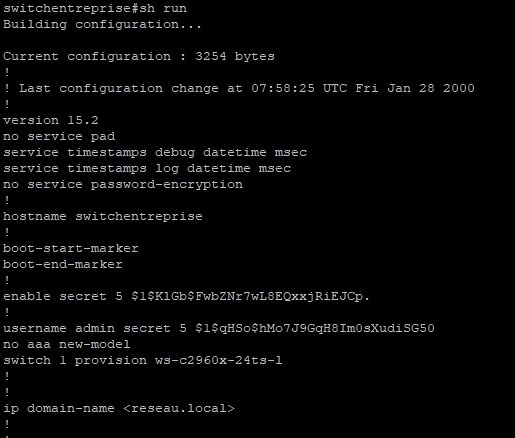 switchentreprise#sh run
Building configuration...
Current configuration : 3254 bytes
!
! Last configuration change at 07:58:25 UTC Fri Jan 28 2000
!
version 15.2
no service pad
service timestamps debug datetime msec
service timestamps log datetime msec
no service password-encryption
!
hostname switchentreprise
!
boot-start-marker
boot-end-marker
!
enable secret 5 $1$KlGb$FwbZNr7wL8EQxxjRiEJCp.
!
username admin secret 5 $1$qHSo$hMo7J9GqH8Im0sXudiSG50
no aaa new-model
switch 1 provision ws-c2960x-24ts-l
!
!
ip domain-name <reseau.local>
!
!